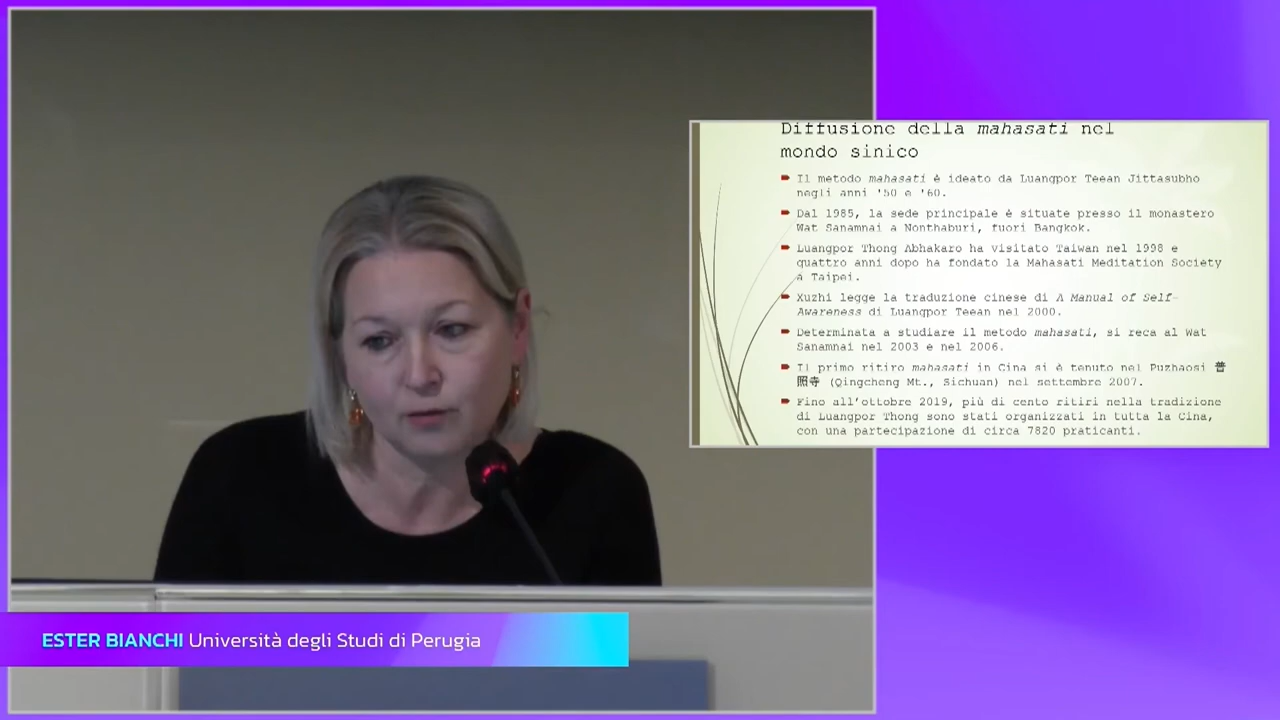 Diffusione della mahasati nel
mondo sinico
Il metodo mahasati è ideato da Luangpor Teean Jittasubho
negli anni '50 e '60.
Dal 1985, la sede principale è situate presso il monastero
Wat Sanamnai a Nonthaburi, fuori Bangkok.
Luangpor Thong Abhakaro ha visitato Taiwan nel 1998 e
quattro anni dopo ha fondato la Mahasati Meditation Society
a Taipei.
Xuzhi legge la traduzione cinese di A Manual of Self-
Awareness di Luangpor Teean nel 2000.
Determinata a studiare il metodo mahasati, si reca al Wat
Sanamnai nel 2003 e nel 2006.
Il primo ritiro mahasati in Cina si è tenuto nel Puzhaosi 普
照寺 (Qingcheng Mt., Sichuan) nel settembre 2007.
Fino all'ottobre 2019, più di cento ritiri nella tradizione
di Luangpor Thong sono stati organizzati in tutta la Cina,
con una partecipazione di circa 7820 praticanti.
ESTER BIANCHI Università degli Studi di Perugia